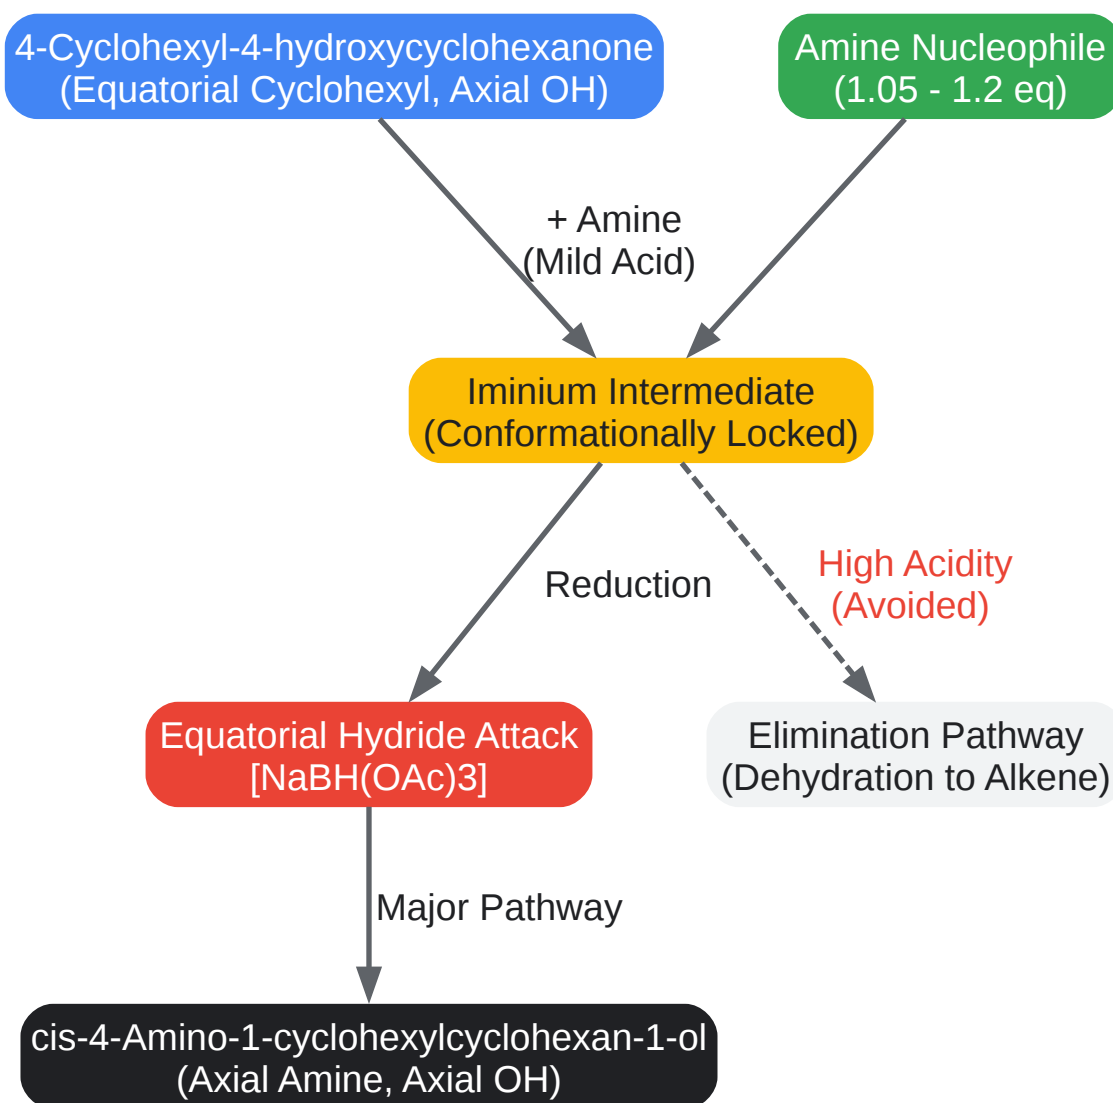 4-Cyclohexyl-4-hydroxycyclohexanone
(Equatorial Cyclohexyl, Axial OH)
Amine Nucleophile
(1.05 - 1.2 eq)
+ Amine
(Mild Acid)
Iminium Intermediate
(Conformationally Locked)
Reduction
High Acidity
(Avoided)
Equatorial Hydride Attack
[NaBH(OAc)3]
Elimination Pathway
(Dehydration to Alkene)
Major Pathway
cis-4-Amino-1-cyclohexylcyclohexan-1-ol
(Axial Amine, Axial OH)